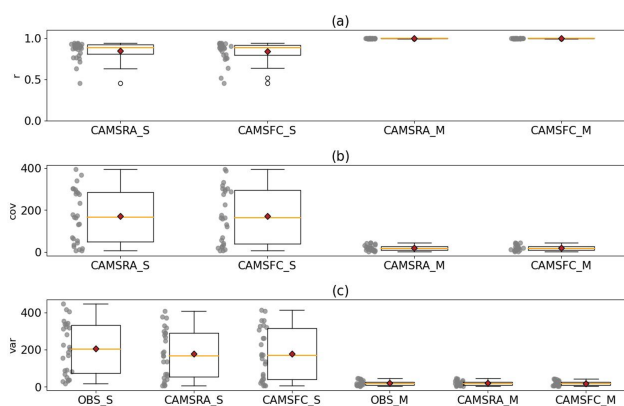 (a)
1.0
0.5
0.0
r
CAMSRA_S CAMSFC_S CAMSRA_M CAMSFC_M
(b)
400
200
0
cov
CAMSRA_S CAMSFC_S CAMSRA_M CAMSFC_M
(c)
400
200
0
var
OBS_S CAMSRA_S CAMSFC_S OBS_M CAMSRA_M CAMSFC_M